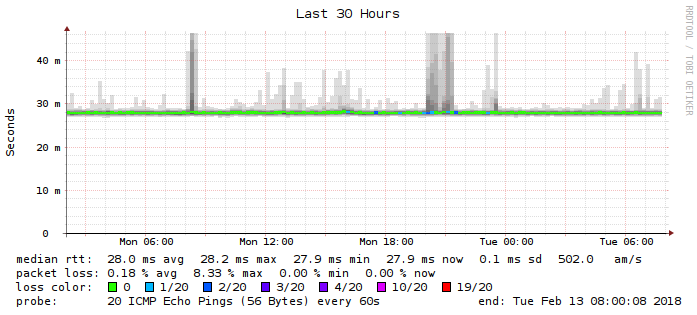 Last 30 Hours
RRDTOOL / TOBI OETIKER
Seconds
40 m
30 m
20 m
10 m
0
Mon 06:00 Mon 12:00 Mon 18:00 Tue 00:00 Tue 06:00
median rtt: 28.0 ms avg 28.2 ms max 27.9 ms min 27.9 ms now 0.1 ms sd 502.0 am/s
packet loss: 0.18 % avg 8.33 % max 0.00 % min 0.00 % now
loss color: 0 1/20 2/20 3/20 4/20 10/20 19/20
probe: 20 ICMP Echo Pings (56 Bytes) every 60s end: Tue Feb 13 08:00:08 2018